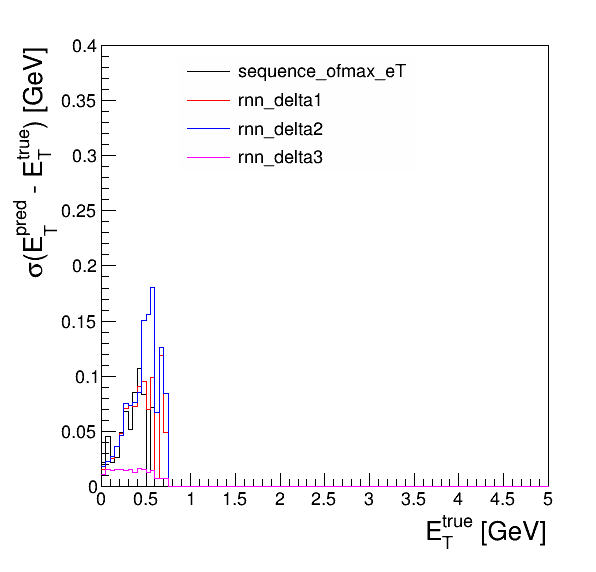 σ(E_T^pred - E_T^true) [GeV]
0.4
0.35
0.3
0.25
0.2
0.15
0.1
0.05
0
sequence_ofmax_eT
rnn_delta1
rnn_delta2
rnn_delta3
0 0.5 1 1.5 2 2.5 3 3.5 4 4.5 5
E_T^true [GeV]